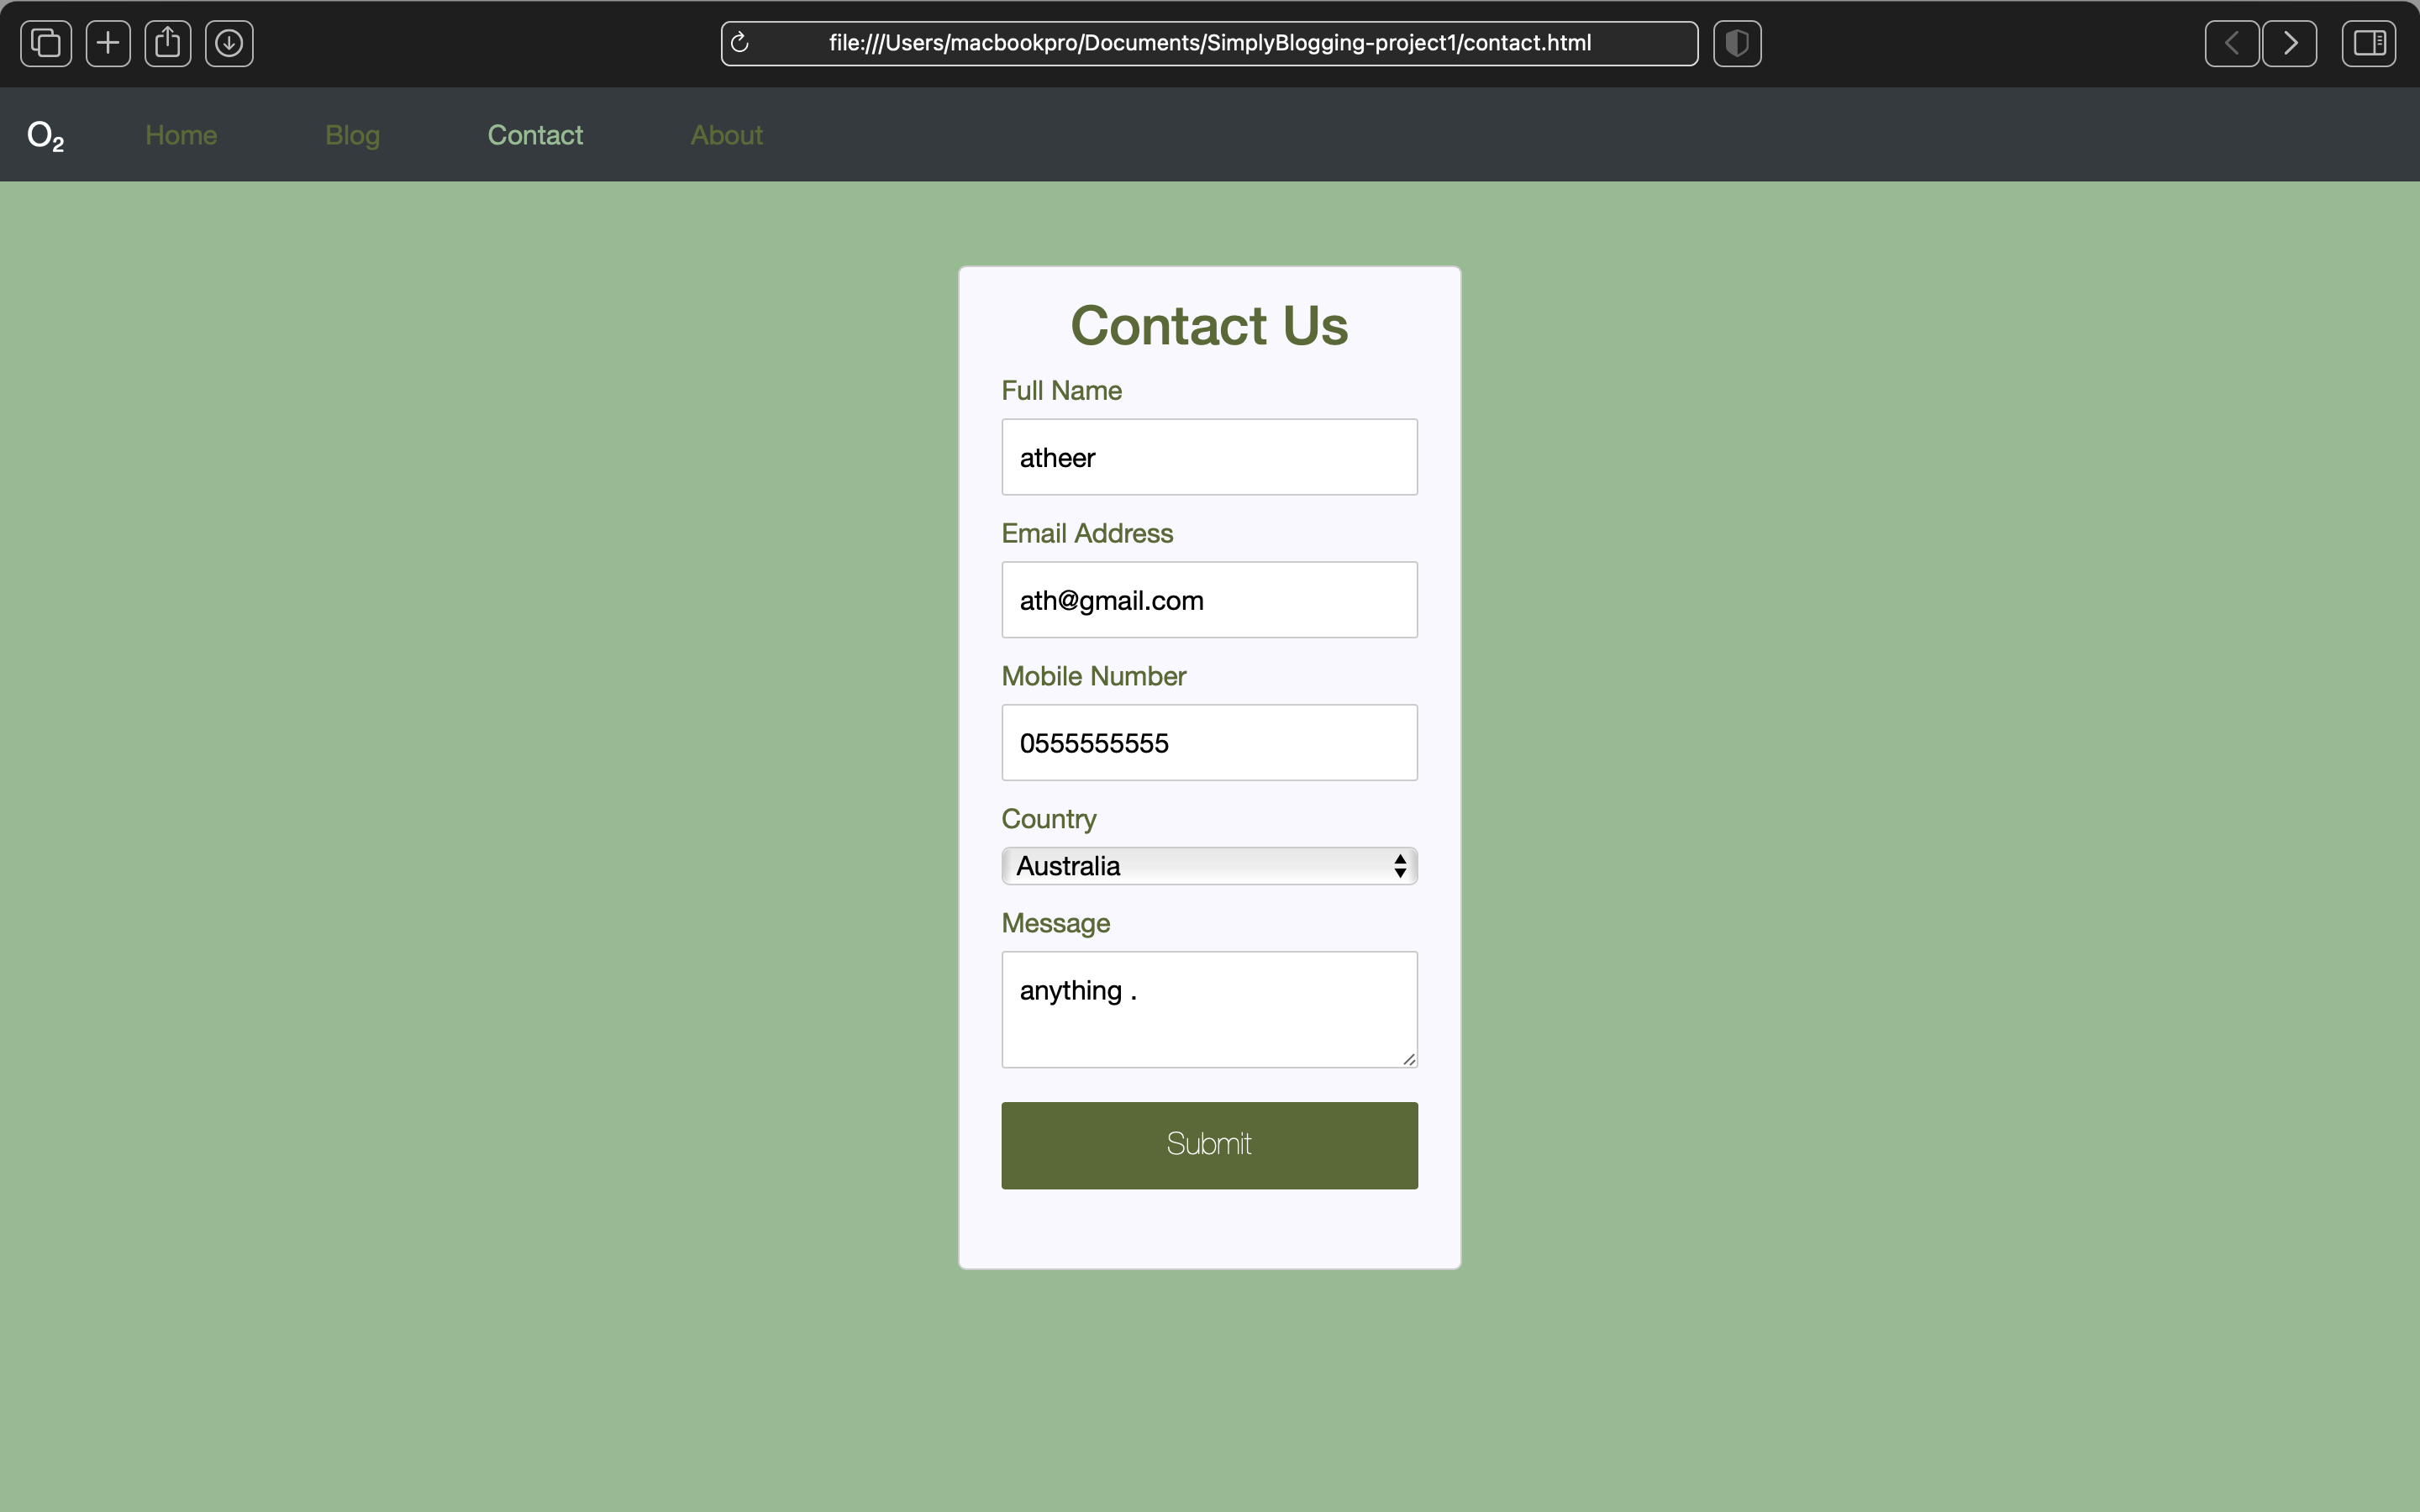 file:///Users/macbookpro/Documents/SimplyBlogging-project1/contact.html
O₂ Home Blog Contact About
Contact Us
Full Name
atheer
Email Address
ath@gmail.com
Mobile Number
0555555555
Country
Australia
Message
anything .
Submit